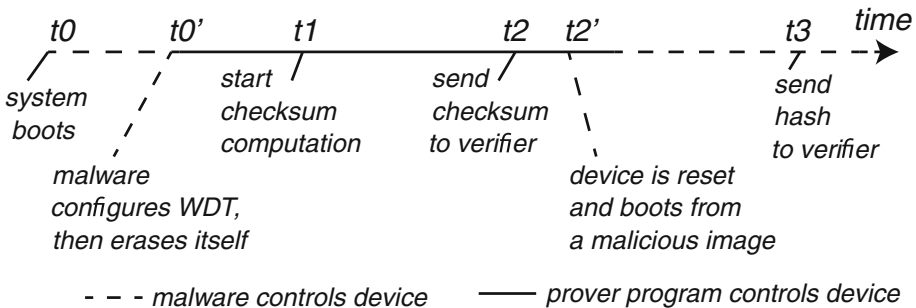 t0 t0' t1 t2 t2' t3 time
system
boots
start
checksum
computation
send
checksum
to verifier
send
hash
to verifier
malware
configures WDT,
then erases itself
device is reset
and boots from
a malicious image
malware controls device
prover program controls device